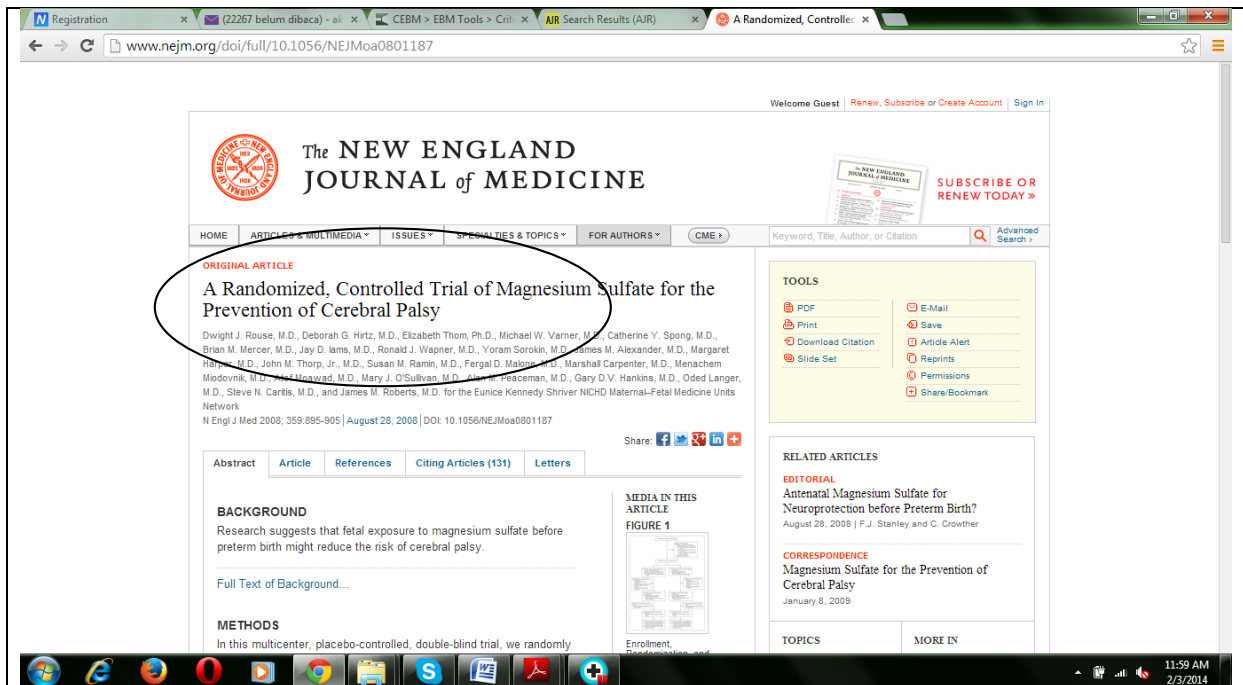 Registration
(22267 belum dibaca) - ak
CEBM > EBM Tools > Criti
AJR Search Results (AJR)
A Randomized, Controlled
www.nejm.org/doi/full/10.1056/NEJMoa0801187
Welcome Guest | Renew, Subscribe or Create Account | Sign In
The NEW ENGLAND
JOURNAL of MEDICINE
SUBSCRIBE OR
RENEW TODAY »
HOME ARTICLES & MULTIMEDIA ISSUES SPECIALTIES & TOPICS FOR AUTHORS CME ›
Keyword, Title, Author, or Citation
Advanced
Search ›
ORIGINAL ARTICLE
A Randomized, Controlled Trial of Magnesium Sulfate for the
Prevention of Cerebral Palsy
Dwight J. Rouse, M.D., Deborah G. Hirtz, M.D., Elizabeth Thom, Ph.D., Michael W. Varner, M.D., Catherine Y. Spong, M.D.,
Brian M. Mercer, M.D., Jay D. Iams, M.D., Ronald J. Wapner, M.D., Yoram Sorokin, M.D., James M. Alexander, M.D., Margaret
Harper, M.D., John M. Thorp, Jr., M.D., Susan M. Ramin, M.D., Fergal D. Malone, M.D., Marshall Carpenter, M.D., Menachem
Miodovnik, M.D., Atef Moawad, M.D., Mary J. O'Sullivan, M.D., Alan M. Peaceman, M.D., Gary D.V. Hankins, M.D., Oded Langer,
M.D., Steve N. Caritis, M.D., and James M. Roberts, M.D. for the Eunice Kennedy Shriver NICHD Maternal–Fetal Medicine Units
Network
N Engl J Med 2008; 359:895-905 | August 28, 2008 | DOI: 10.1056/NEJMoa0801187
Share:
Abstract Article References Citing Articles (131) Letters
BACKGROUND
Research suggests that fetal exposure to magnesium sulfate before
preterm birth might reduce the risk of cerebral palsy.
Full Text of Background...
METHODS
In this multicenter, placebo-controlled, double-blind trial, we randomly
MEDIA IN THIS
ARTICLE
FIGURE 1
Enrollment,
TOOLS
PDF
Print
Download Citation
Slide Set
E-Mail
Save
Article Alert
Reprints
Permissions
Share/Bookmark
RELATED ARTICLES
EDITORIAL
Antenatal Magnesium Sulfate for
Neuroprotection before Preterm Birth?
August 28, 2008 | F.J. Stanley and C. Crowther
CORRESPONDENCE
Magnesium Sulfate for the Prevention of
Cerebral Palsy
January 8, 2009
TOPICS
MORE IN
11:59 AM
2/3/2014